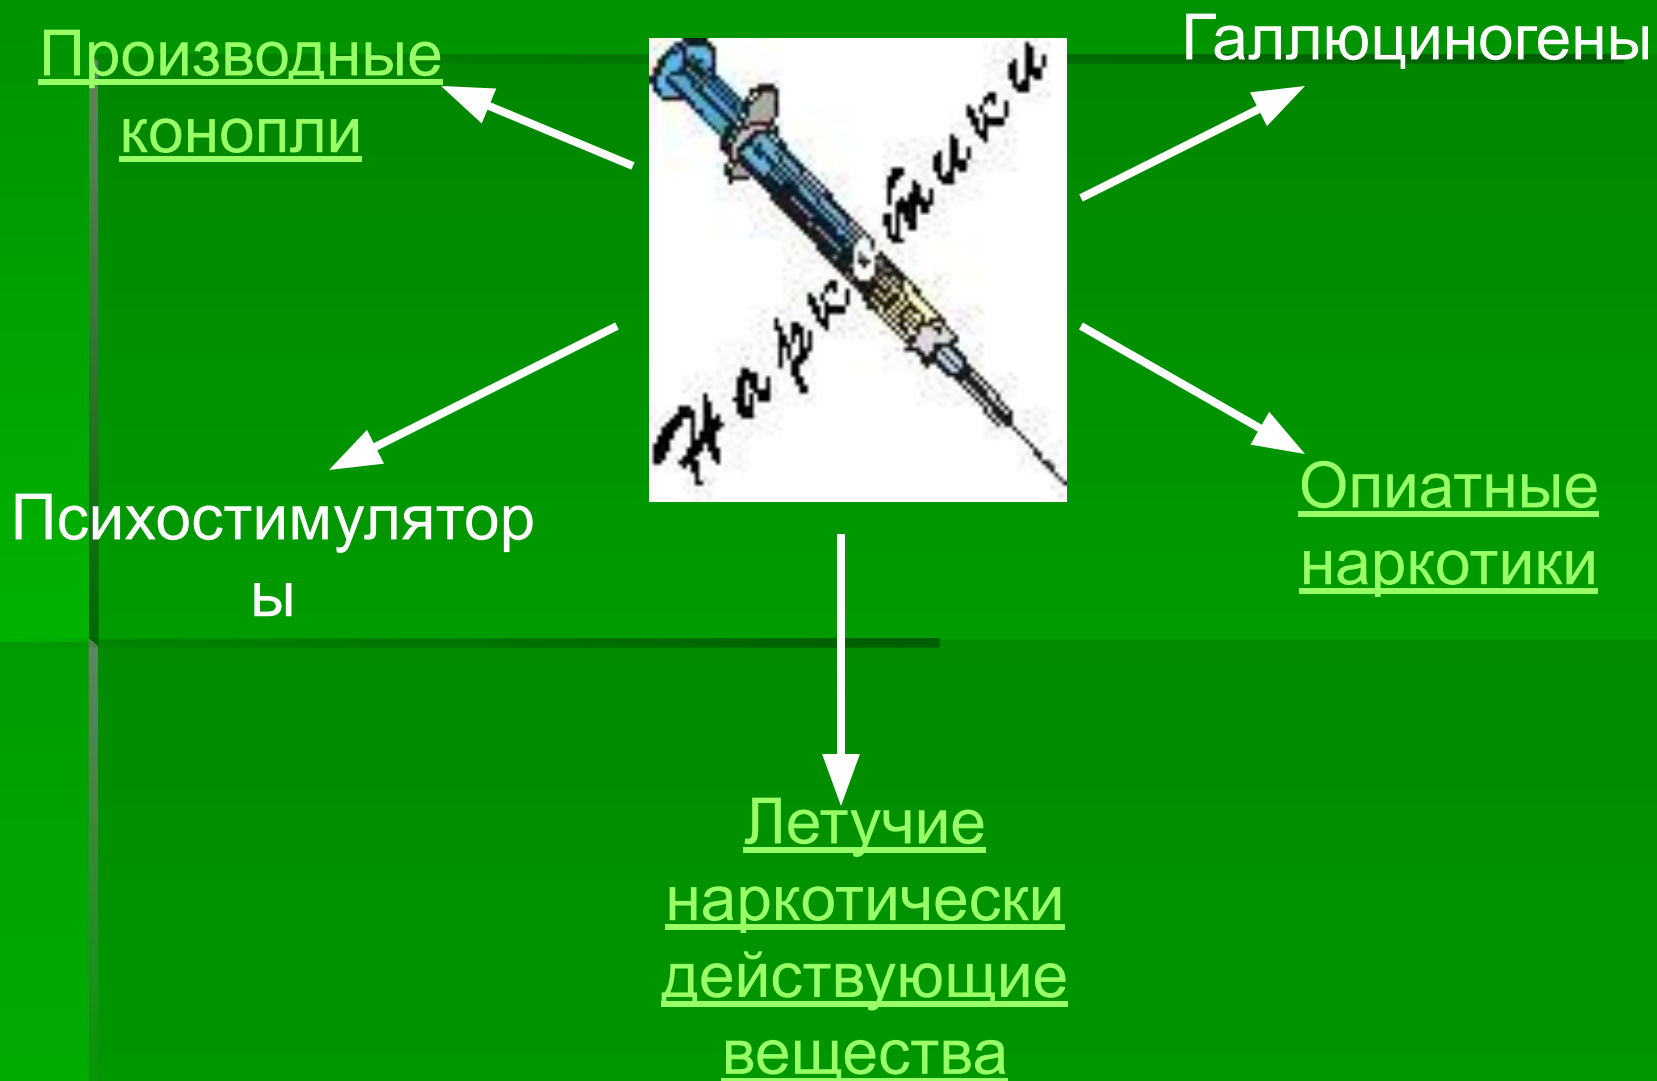 Производные
конопли
Наркотики
Галлюциногены
Психостимулятор
ы
Опиатные
наркотики
Летучие
наркотически
действующие
вещества